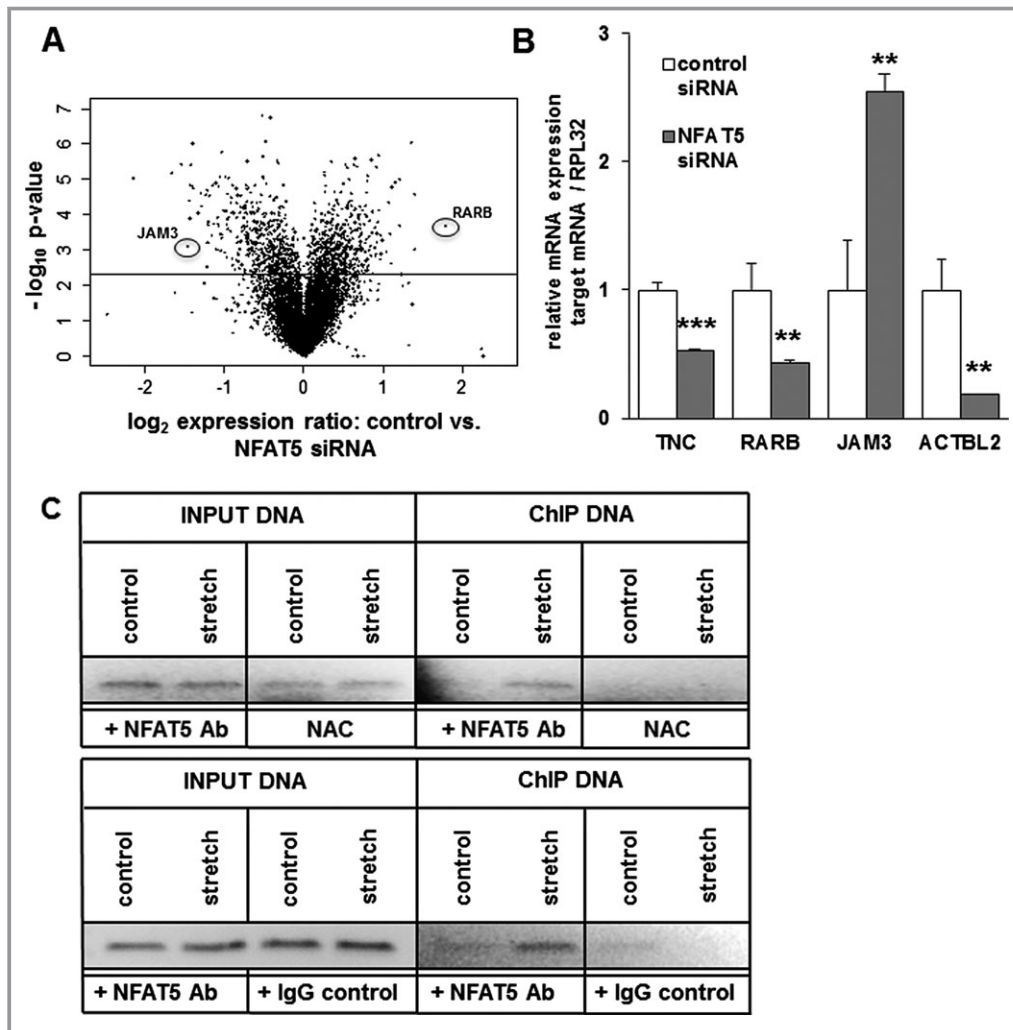 A
- log10 p-value
7
6
5
4
3
2
1
0
JAM3
RARB
-2
-1
0
1
2
log2 expression ratio: control vs.
NFAT5 siRNA
B
relative mRNA expression
target mRNA / RPL32
3
2
1
0
control
siRNA
NFAT5
siRNA
***
**
**
**
TNC
RARB
JAM3
ACTBL2
C
INPUT DNA
ChIP DNA
control
stretch
control
stretch
control
stretch
control
stretch
+ NFAT5 Ab
NAC
+ NFAT5 Ab
NAC
INPUT DNA
ChIP DNA
control
stretch
control
stretch
control
stretch
control
stretch
+ NFAT5 Ab
+ IgG control
+ NFAT5 Ab
+ IgG control